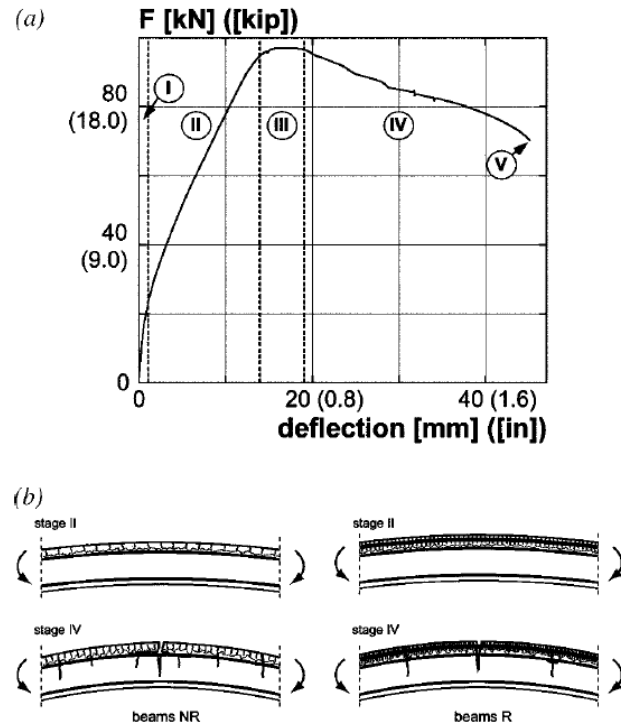 (a)
F [kN] ([kip])
I
80
(18.0)
II
III
IV
V
40
(9.0)
0
0
20 (0.8)
40 (1.6)
deflection [mm] ([in])
(b)
stage II
stage II
stage IV
stage IV
beams NR
beams R